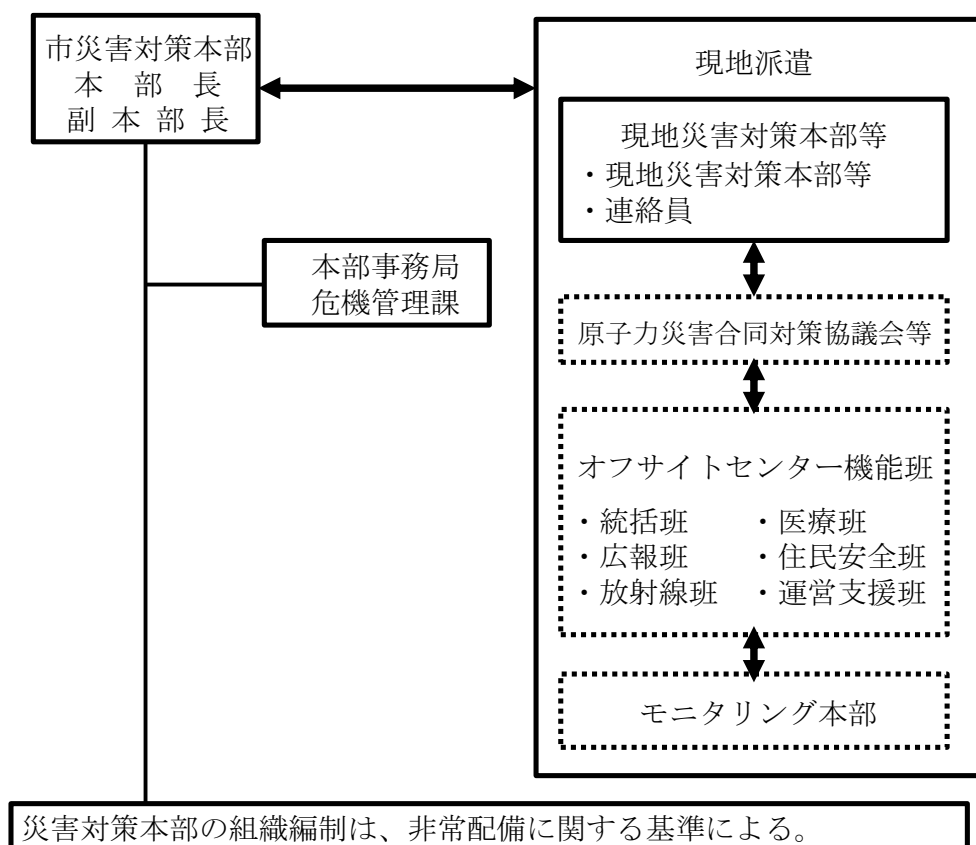 市災害対策本部
本部長
副本部長
現地派遣
現地災害対策本部等
・現地災害対策本部等
・連絡員
本部事務局
危機管理課
原子力災害合同対策協議会等
オフサイトセンター機能班
・統括班 ・医療班
・広報班 ・住民安全班
・放射線班 ・運営支援班
モニタリング本部
災害対策本部の組織編制は、非常配備に関する基準による。